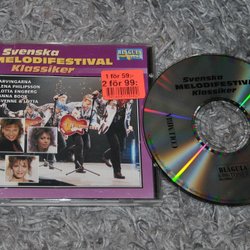 Svenska
MELODIFESTIVAL
Klassiker
ARVINGARNA
LENA PHILIPSSON
LOTTA ENGBERG
ANNA BOOK
VENNE & LOTTA
1 för 59:-
2 för 99:-
Svenska
MELODIFESTIVAL
Klassiker
COLUMBIA